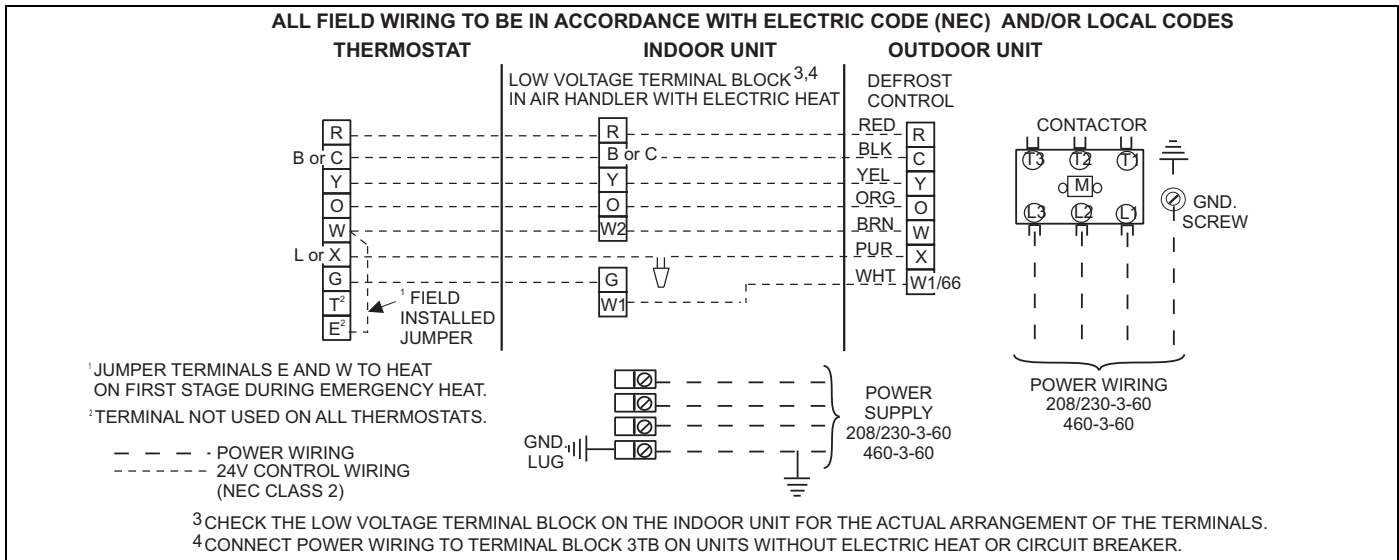 ALL FIELD WIRING TO BE IN ACCORDANCE WITH ELECTRIC CODE (NEC) AND/OR LOCAL CODES
THERMOSTAT
INDOOR UNIT
OUTDOOR UNIT
LOW VOLTAGE TERMINAL BLOCK 3,4
IN AIR HANDLER WITH ELECTRIC HEAT
DEFROST
CONTROL
R
B or C
Y
O
W
L or X
G
T²
E²
¹ FIELD
INSTALLED
JUMPER
R
B or C
Y
O
W2
G
W1
RED
BLK
YEL
ORG
BRN
PUR
WHT
R
C
Y
O
W
X
W1/66
CONTACTOR
T3 T2 T1
M
L3 L2 L1
GND.
SCREW
POWER WIRING
208/230-3-60
460-3-60
¹JUMPER TERMINALS E AND W TO HEAT
ON FIRST STAGE DURING EMERGENCY HEAT.
²TERMINAL NOT USED ON ALL THERMOSTATS.
POWER WIRING
24V CONTROL WIRING
(NEC CLASS 2)
GND.
LUG
POWER
SUPPLY
208/230-3-60
460-3-60
3 CHECK THE LOW VOLTAGE TERMINAL BLOCK ON THE INDOOR UNIT FOR THE ACTUAL ARRANGEMENT OF THE TERMINALS.
4 CONNECT POWER WIRING TO TERMINAL BLOCK 3TB ON UNITS WITHOUT ELECTRIC HEAT OR CIRCUIT BREAKER.